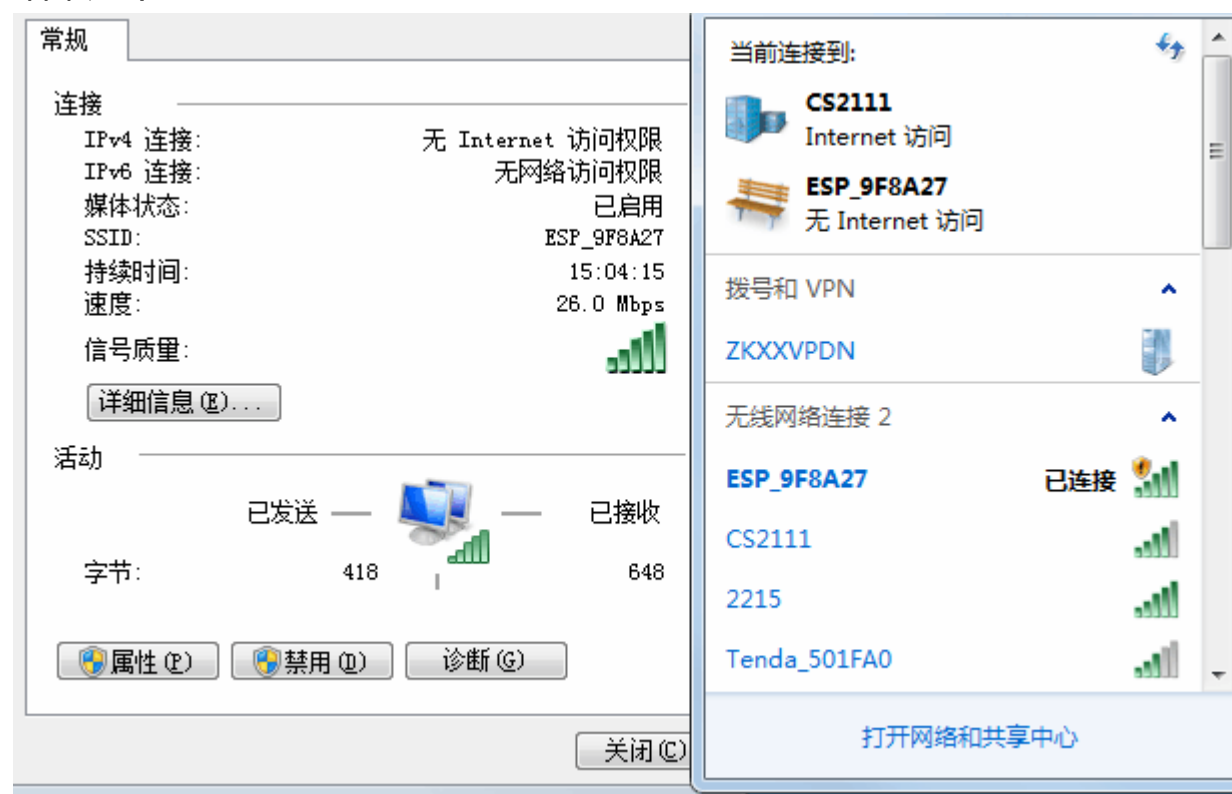 常规
连接
IPv4 连接: 无 Internet 访问权限
IPv6 连接: 无网络访问权限
媒体状态: 已启用
SSID: ESP_9F8A27
持续时间: 15:04:15
速度: 26.0 Mbps
信号质量:
详细信息(E)...
活动
已发送 — — 已接收
字节: 418 648
属性(P) 禁用(D) 诊断(G)
关闭(C)
当前连接到:
CS2111
Internet 访问
ESP_9F8A27
无 Internet 访问
拨号和 VPN
ZKXXVPDN
无线网络连接 2
ESP_9F8A27 已连接
CS2111
2215
Tenda_501FA0
打开网络和共享中心